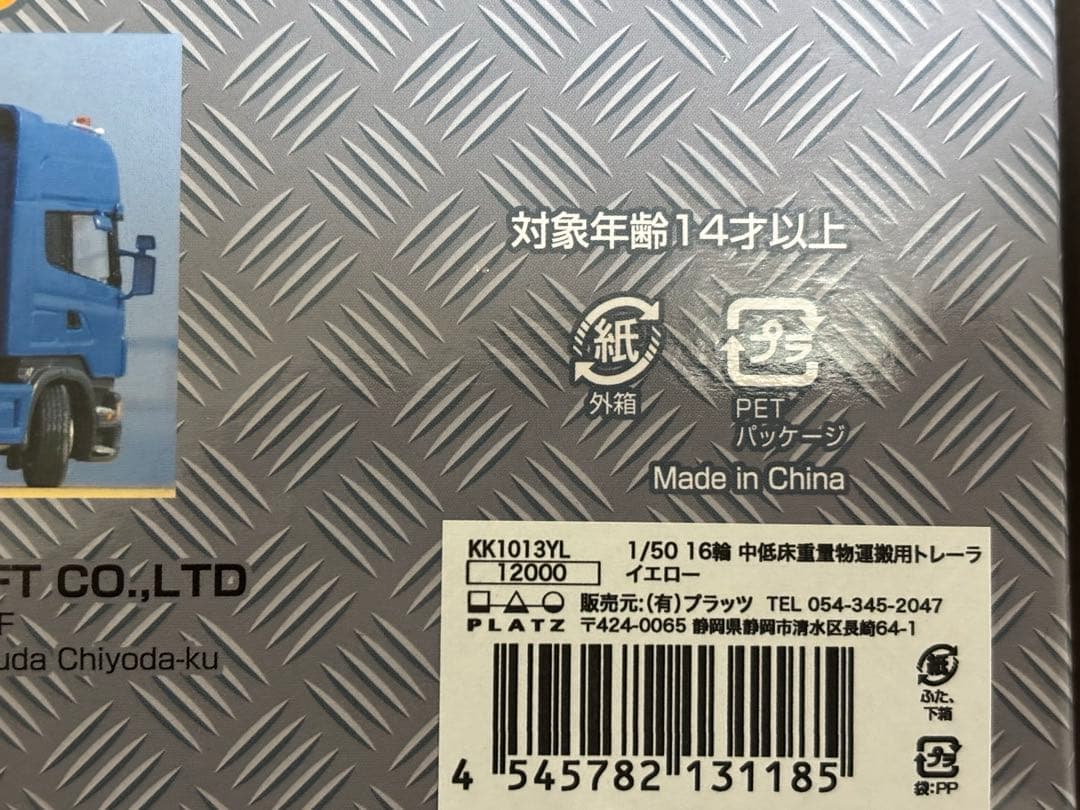 対象年齢14才以上
紙
プラ
外箱
PET
パッケージ
Made in China
FT CO.,LTD
F
uda Chiyoda-ku
KK1013YL
12000
1/50 16輪 中低床重量物運搬用トレーラ
イエロー
PLATZ
販売元:(有)プラッツ TEL 054-345-2047
〒424-0065 静岡県静岡市清水区長崎64-1
4 545782 131185
紙
ふた、
下箱
プラ
袋:PP